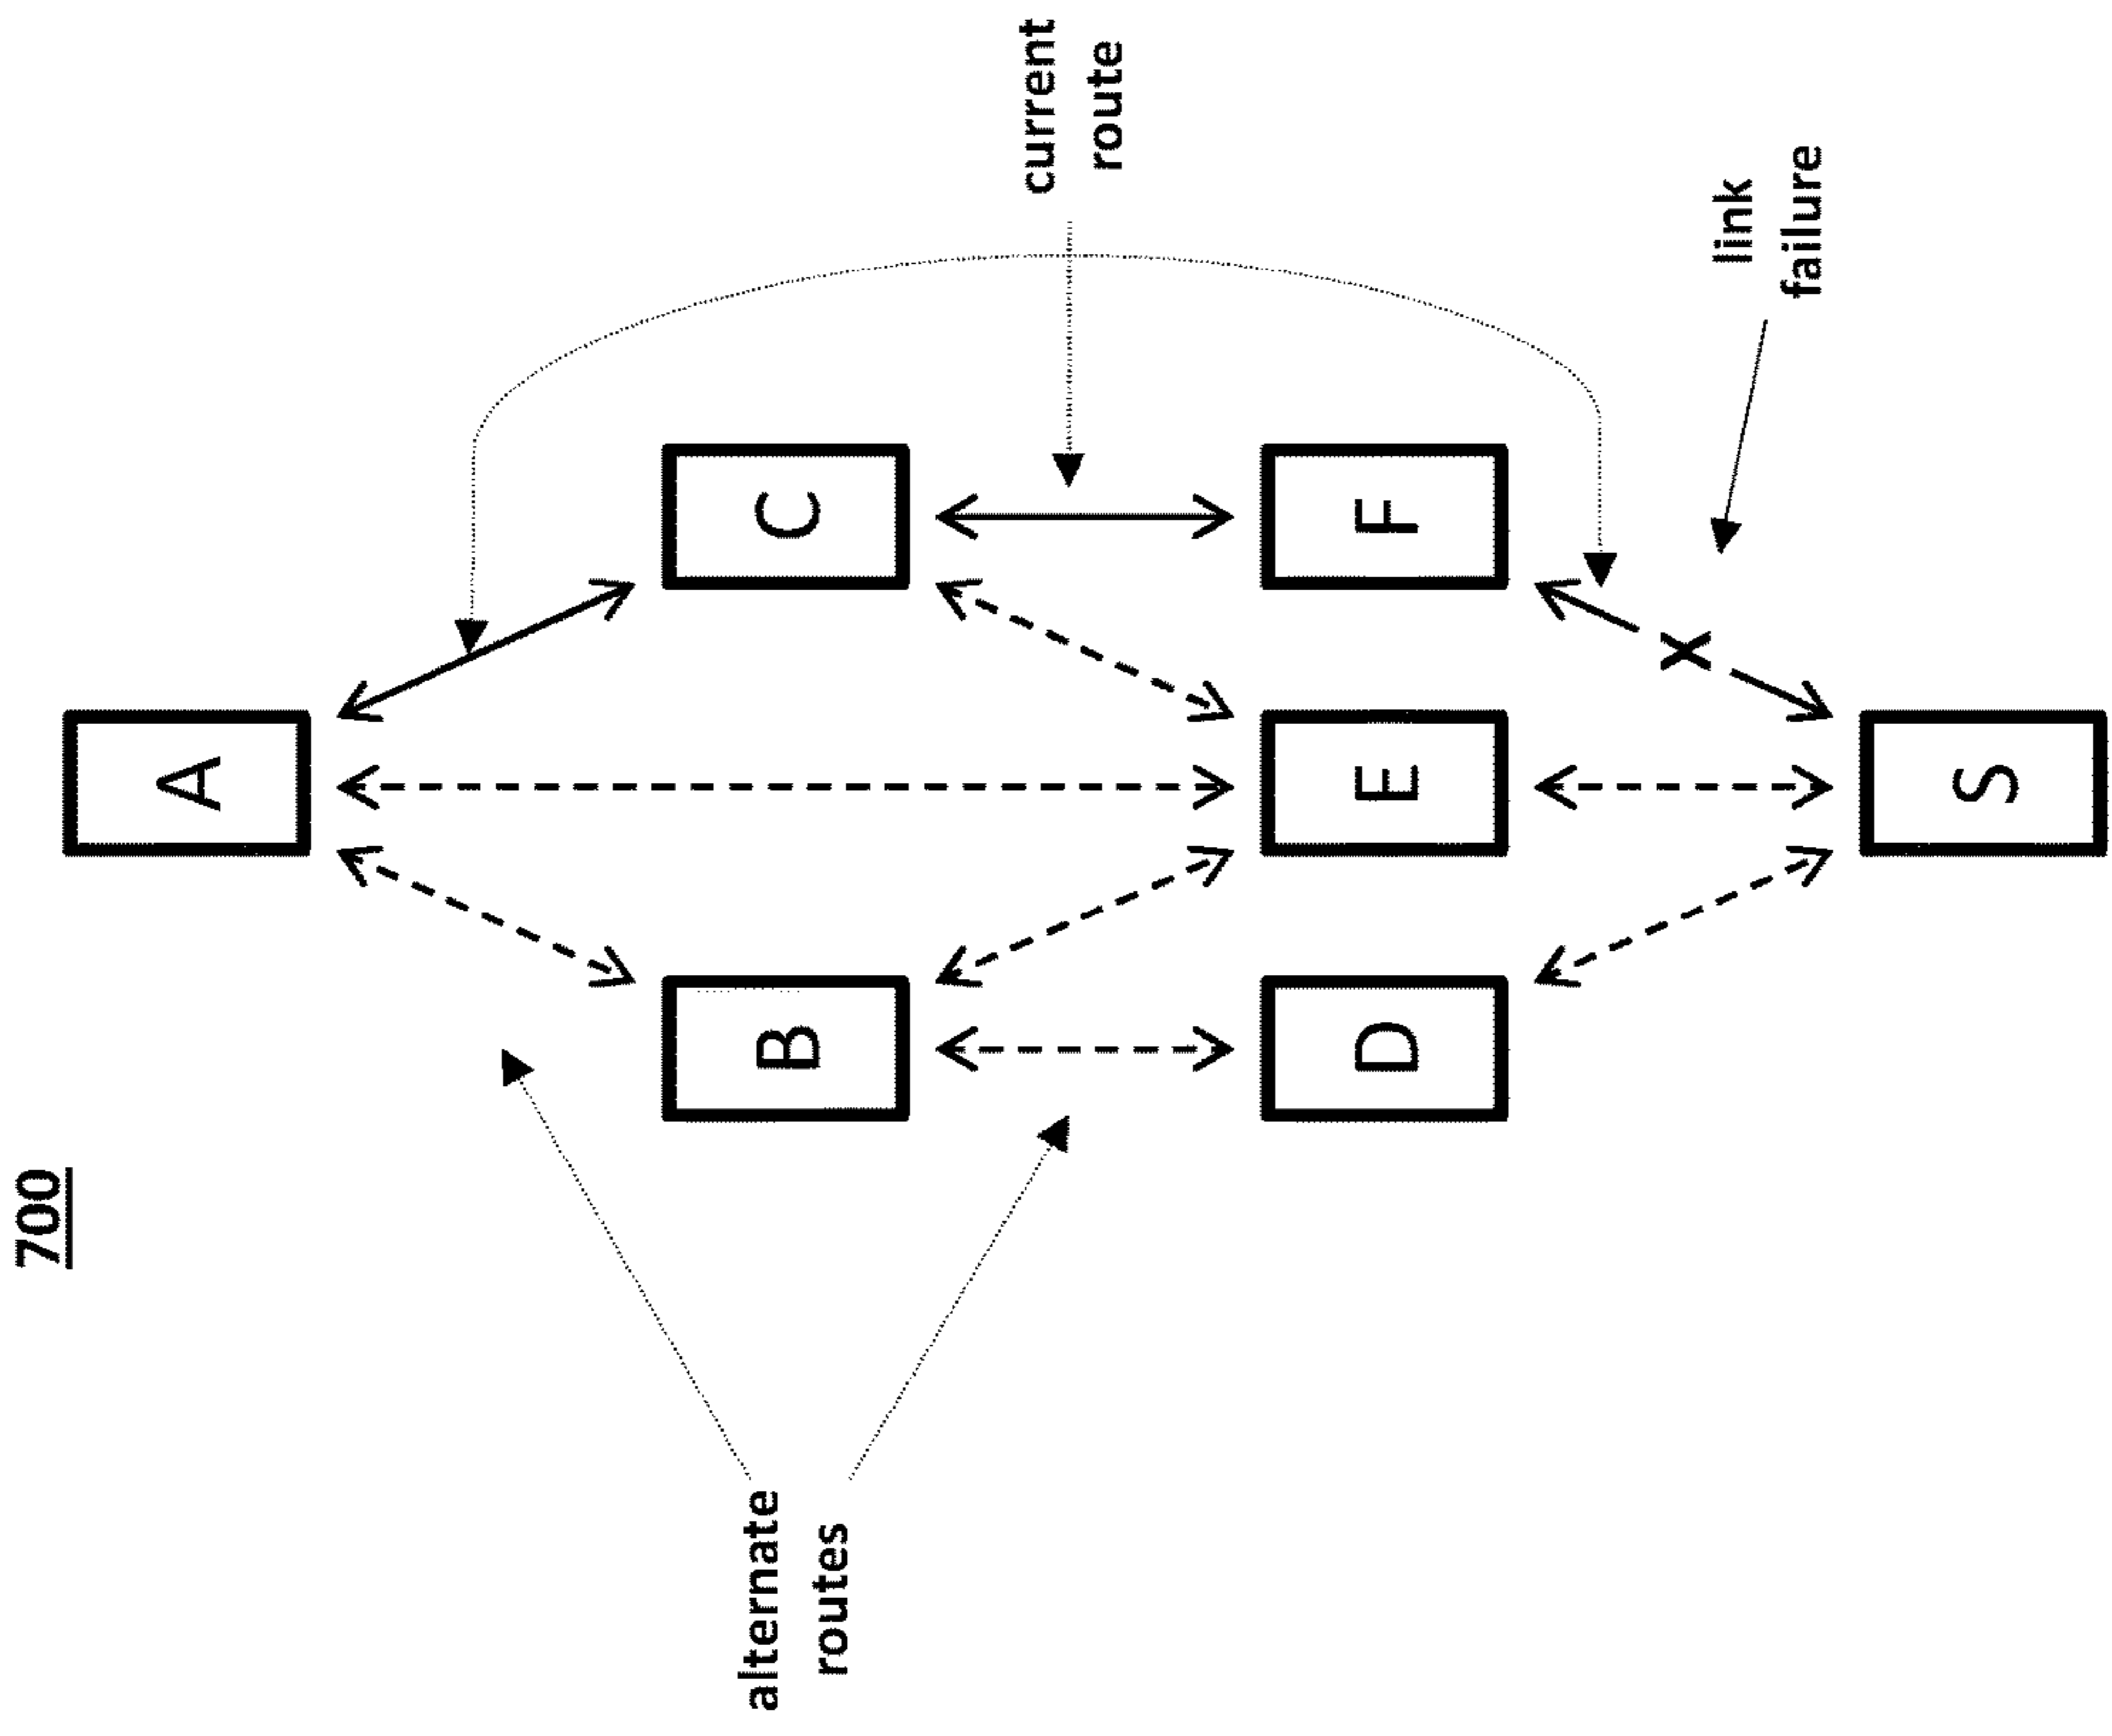 700
alternate
routes
B
D
A
E
S
C
F
X
link
failure
current
route